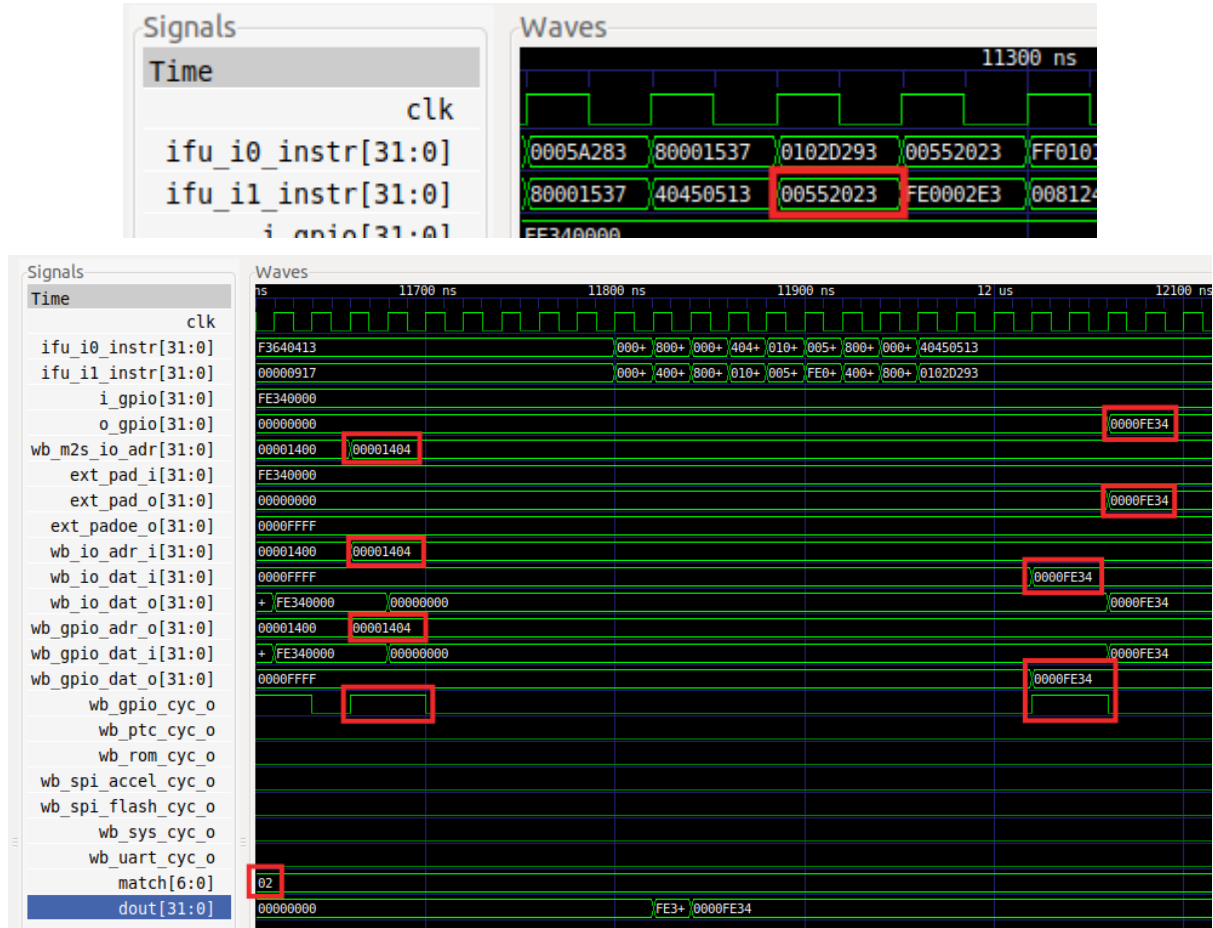 Signals
Waves
Time
11300 ns
clk
ifu_i0_instr[31:0] 0005A283 80001537 0102D293 00552023 FF0101
ifu_i1_instr[31:0] 80001537 40450513 00552023 FE0002E3 008124
i_gpio[31:0] FE340000
Signals
Waves
Time
ns 11700 ns 11800 ns 11900 ns 12 us 12100 ns
clk
ifu_i0_instr[31:0] F3640413 000+ 800+ 000+ 404+ 010+ 005+ 800+ 000+ 40450513
ifu_i1_instr[31:0] 00000917 000+ 400+ 800+ 010+ 005+ FE0+ 400+ 800+ 0102D293
i_gpio[31:0] FE340000
o_gpio[31:0] 00000000 0000FE34
wb_m2s_io_adr[31:0] 00001400 00001404
ext_pad_i[31:0] FE340000
ext_pad_o[31:0] 00000000 0000FE34
ext_padoe_o[31:0] 0000FFFF
wb_io_adr_i[31:0] 00001400 00001404
wb_io_dat_i[31:0] 0000FFFF 0000FE34
wb_io_dat_o[31:0] + FE340000 00000000 0000FE34
wb_gpio_adr_o[31:0] 00001400 00001404
wb_gpio_dat_i[31:0] + FE340000 00000000 0000FE34
wb_gpio_dat_o[31:0] 0000FFFF 0000FE34
wb_gpio_cyc_o
wb_ptc_cyc_o
wb_rom_cyc_o
wb_spi_accel_cyc_o
wb_spi_flash_cyc_o
wb_sys_cyc_o
wb_uart_cyc_o
match[6:0] 02
dout[31:0] 00000000 FE3+ 0000FE34